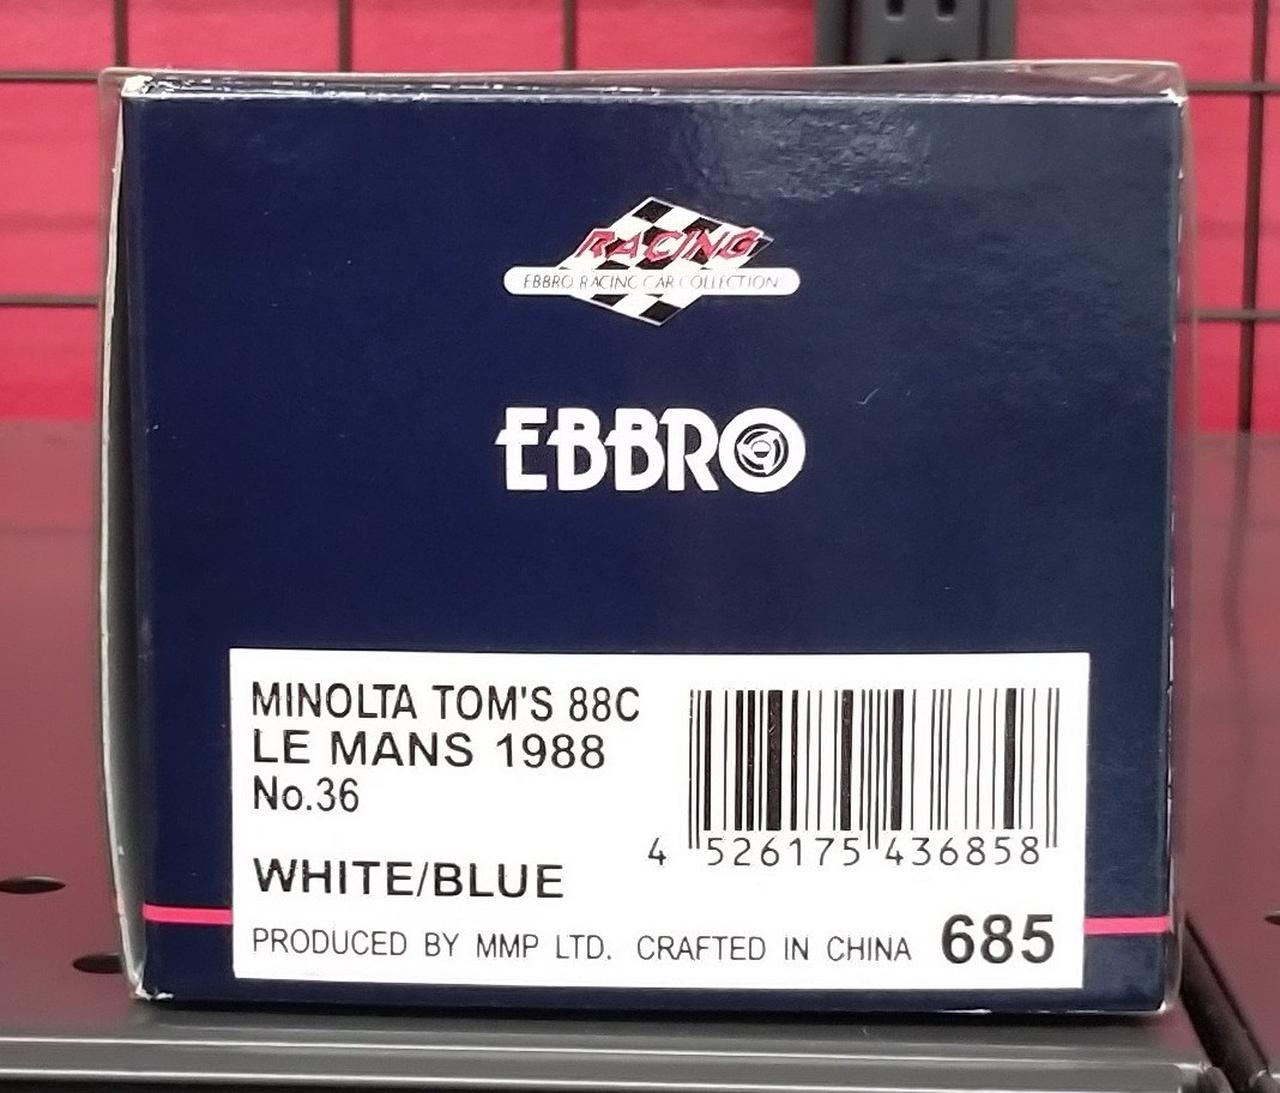 RACING
EBBRO RACING CAR COLLECTION
EBBRO
MINOLTA TOM'S 88C
LE MANS 1988
No.36
WHITE/BLUE
4 526175 436858
PRODUCED BY MMP LTD. CRAFTED IN CHINA 685